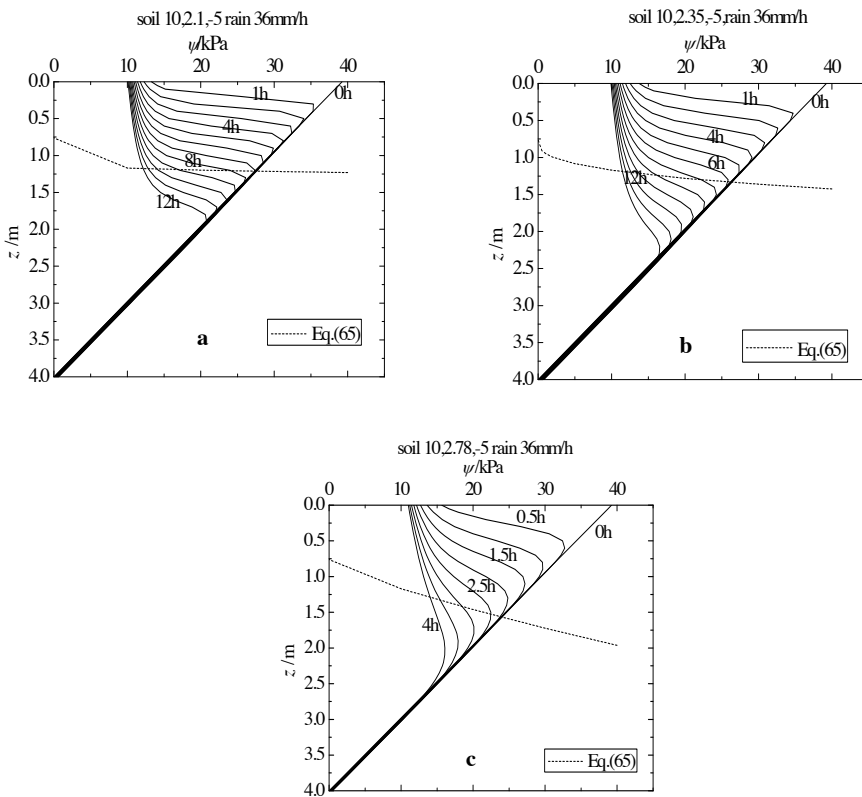 soil 10,2.1,-5 rain 36mm/h
ψ/kPa
0 10 20 30 40
0.0
0.5
1.0
1.5
2.0
2.5
3.0
3.5
4.0
z /m
1h
0h
4h
8h
12h
a
Eq.(65)
soil 10,2.35,-5,rain 36mm/h
ψ/kPa
0 10 20 30 40
0.0
0.5
1.0
1.5
2.0
2.5
3.0
3.5
4.0
z /m
1h
0h
4h
6h
12h
b
Eq.(65)
soil 10,2.78,-5 rain 36mm/h
ψ/kPa
0 10 20 30 40
0.0
0.5
1.0
1.5
2.0
2.5
3.0
3.5
4.0
z /m
0.5h
0h
1.5h
2.5h
4h
c
Eq.(65)